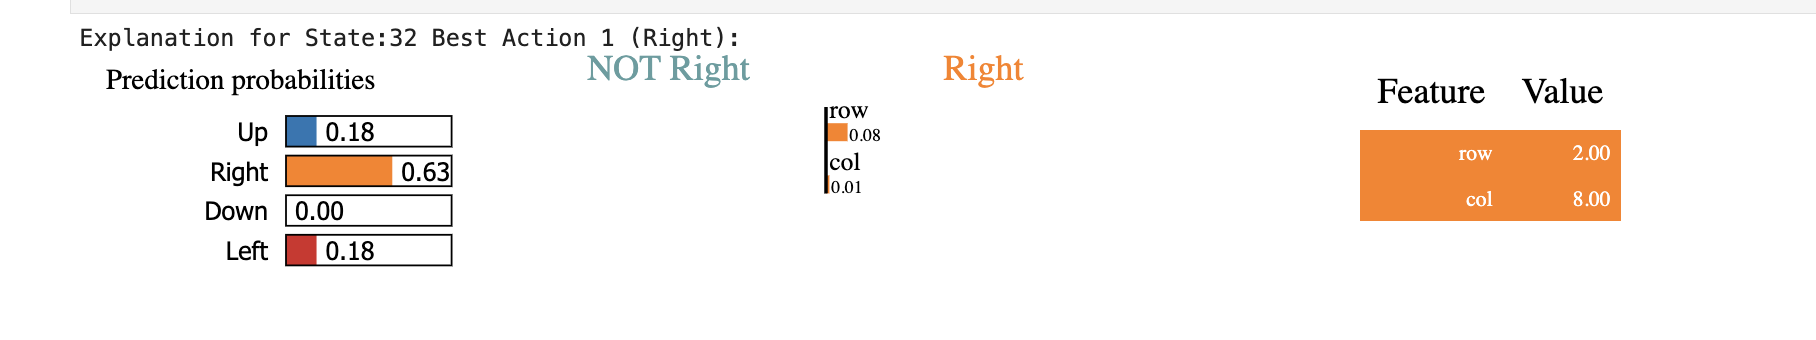 Explanation for State:32 Best Action 1 (Right):
Prediction probabilities
Up 0.18
Right 0.63
Down 0.00
Left 0.18
NOT Right Right
row
0.08
col
0.01
Feature Value
row 2.00
col 8.00